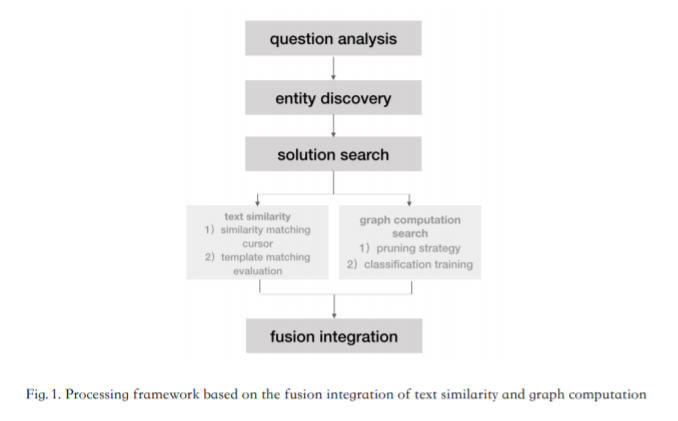 question analysis
entity discovery
solution search
text similarity
1) similarity matching
cursor
2) template matching
evaluation
graph computation
search
1) pruning strategy
2) classification training
fusion integration
Fig. 1. Processing framework based on the fusion integration of text similarity and graph computation